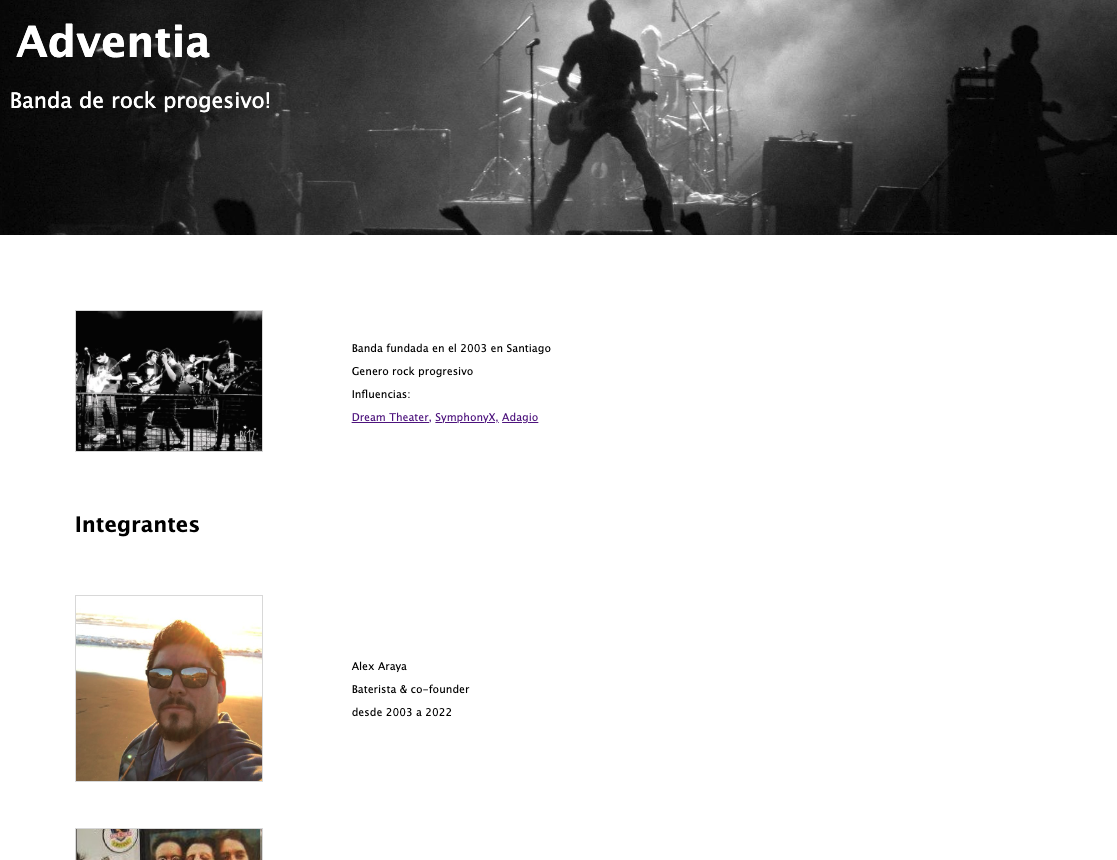 Adventia
Banda de rock progesivo!
Banda fundada en el 2003 en Santiago
Genero rock progresivo
Influencias:
Dream Theater, SymphonyX, Adagio
Integrantes
Alex Araya
Baterista & co-founder
desde 2003 a 2022